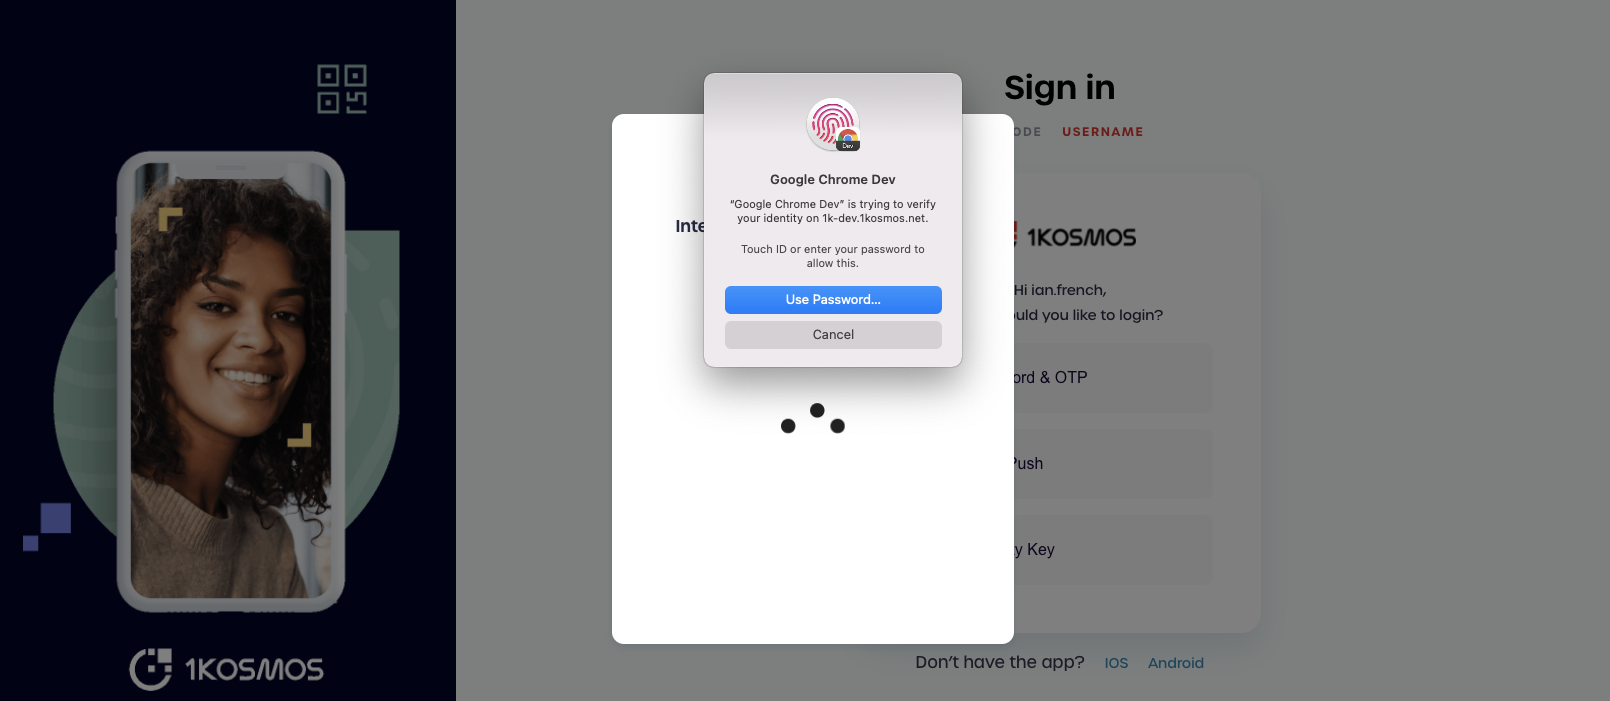 Sign in
ODE USERNAME
Google Chrome Dev
Dev
"Google Chrome Dev" is trying to verify
your identity on 1k-dev.1kosmos.net.
Touch ID or enter your password to
allow this.
Use Password...
Cancel
Inte
1KOSMOS
Hi ian.french,
ould you like to login?
ord & OTP
Push
y Key
Don't have the app? IOS Android
1KOSMOS